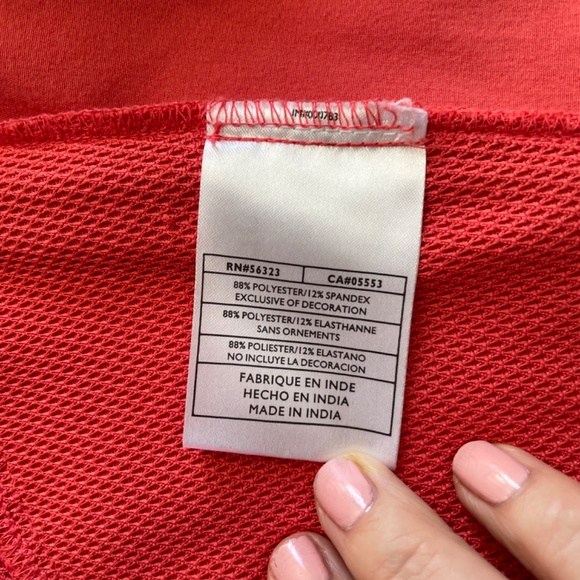 RN#56323 CA#05553
88% POLYESTER/12% SPANDEX
EXCLUSIVE OF DECORATION
88% POLYESTER/12% ELASTHANNE
SANS ORNEMENTS
88% POLIESTER/12% ELASTANO
NO INCLUYE LA DECORACION
FABRIQUE EN INDE
HECHO EN INDIA
MADE IN INDIA